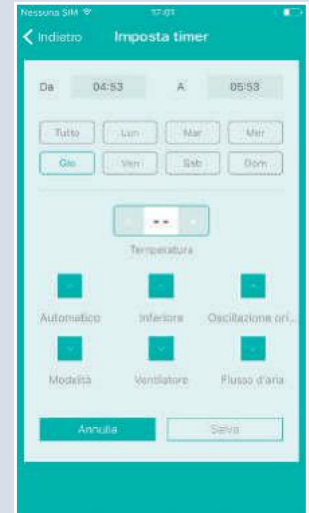 Nessuna SIM 17:01
Indietro Imposta timer
Da 04:53 A 05:53
Tutto Lun Mar Mer
Gio Ven Sab Dom
--
Temperatura
Automatico Inferiore Oscillazione ori...
Modalità Ventilatore Flusso d'aria
Annulla Salva